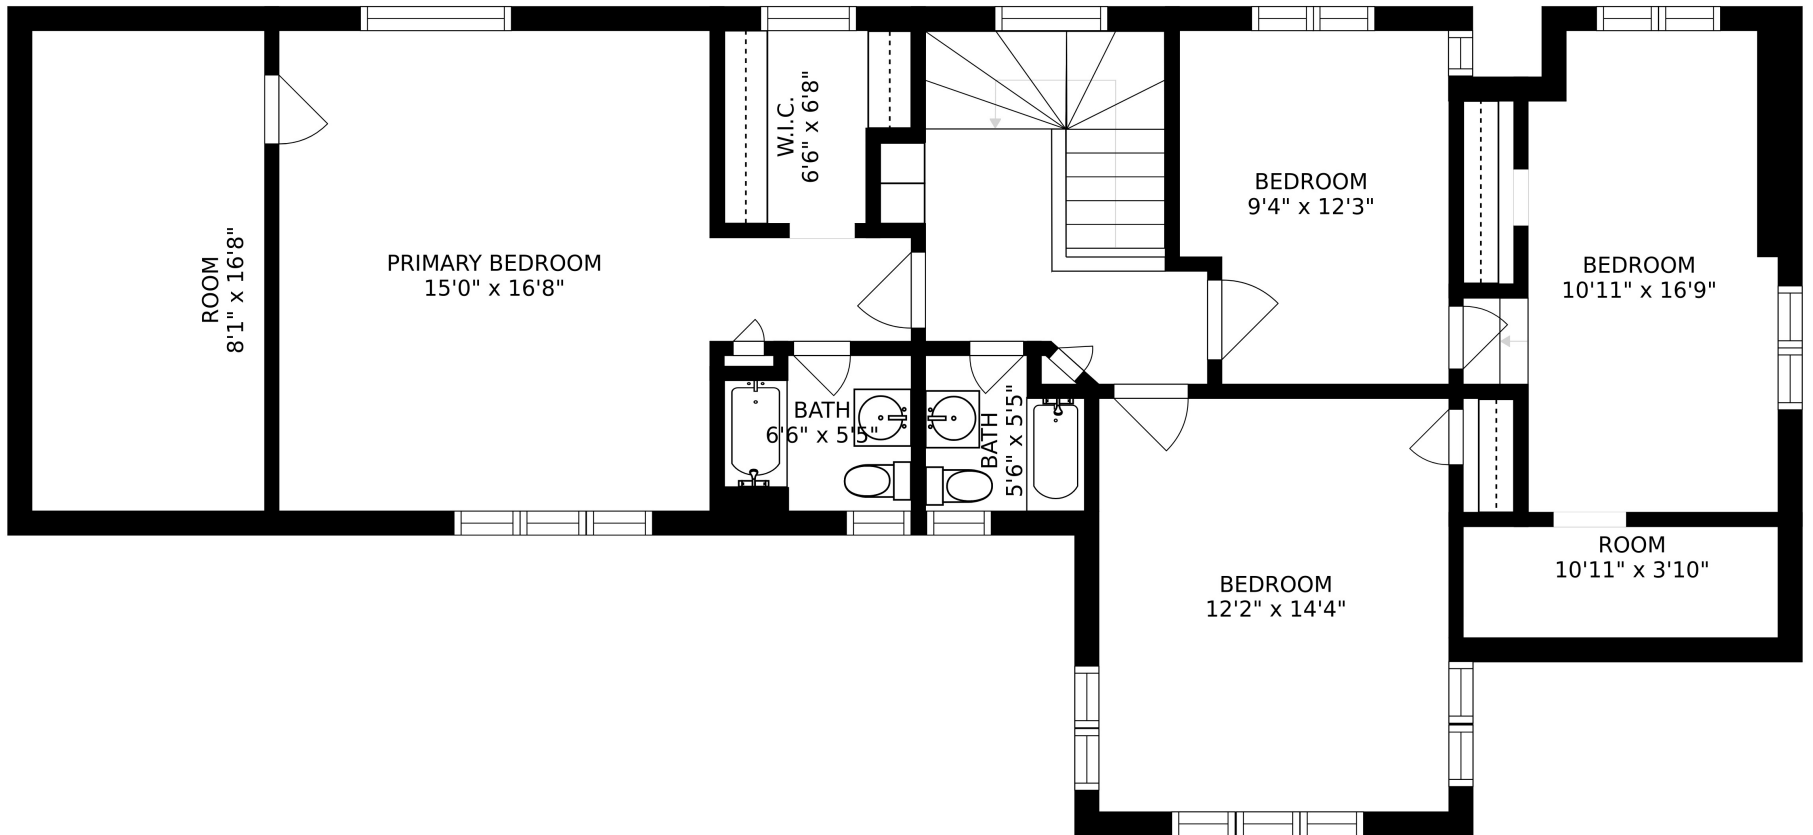 ROOM
8'1" x 16'8"
PRIMARY BEDROOM
15'0" x 16'8"
W.I.C.
6'6" x 6'8"
BATH
6'6" x 5'5"
BATH
5'6" x 5'5"
BEDROOM
9'4" x 12'3"
BEDROOM
10'11" x 16'9"
BEDROOM
12'2" x 14'4"
ROOM
10'11" x 3'10"